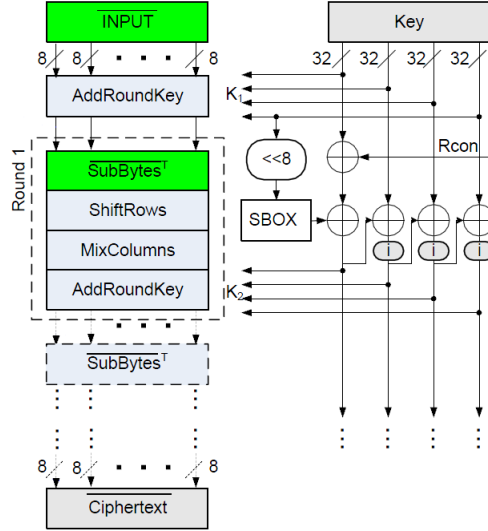 INPUT
Key
8
8
8
32
32
32
32
AddRoundKey
K1
Round 1
<<8
Rcon
SubBytesᵀ
ShiftRows
SBOX
MixColumns
i
i
i
AddRoundKey
K2
SubBytesᵀ
8
8
8
Ciphertext